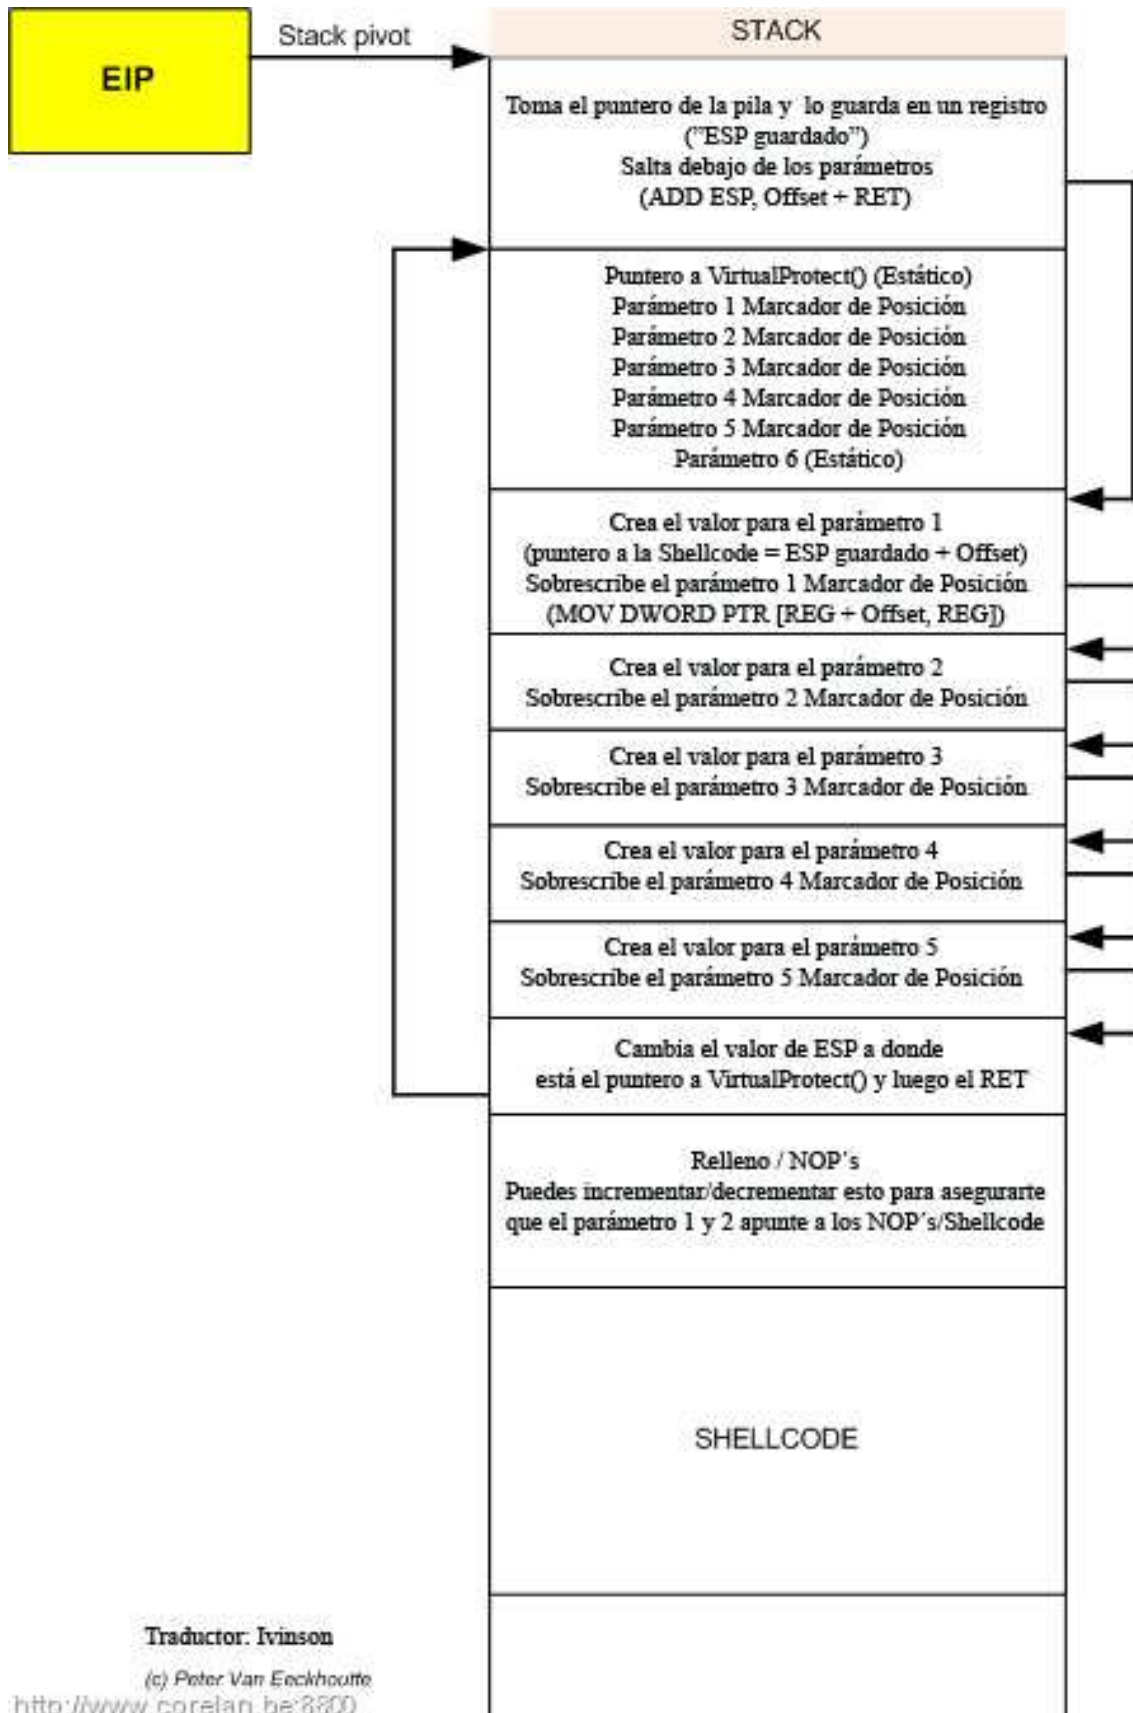 EIP
Stack pivot
STACK
Toma el puntero de la pila y lo guarda en un registro
("ESP guardado")
Salta debajo de los parámetros
(ADD ESP, Offset + RET)
Puntero a VirtualProtect() (Estático)
Parámetro 1 Marcador de Posición
Parámetro 2 Marcador de Posición
Parámetro 3 Marcador de Posición
Parámetro 4 Marcador de Posición
Parámetro 5 Marcador de Posición
Parámetro 6 (Estático)
Crea el valor para el parámetro 1
(puntero a la Shellcode = ESP guardado + Offset)
Sobrescribe el parámetro 1 Marcador de Posición
(MOV DWORD PTR [REG + Offset, REG])
Crea el valor para el parámetro 2
Sobrescribe el parámetro 2 Marcador de Posición
Crea el valor para el parámetro 3
Sobrescribe el parámetro 3 Marcador de Posición
Crea el valor para el parámetro 4
Sobrescribe el parámetro 4 Marcador de Posición
Crea el valor para el parámetro 5
Sobrescribe el parámetro 5 Marcador de Posición
Cambia el valor de ESP a donde
está el puntero a VirtualProtect() y luego el RET
Relleno / NOP´s
Puedes incrementar/decrementar esto para asegurarte
que el parámetro 1 y 2 apunte a los NOP´s/Shellcode
SHELLCODE
Traductor: Ivinson
(c) Peter Van Eeckhoutte
http://www.corelan.be:8800